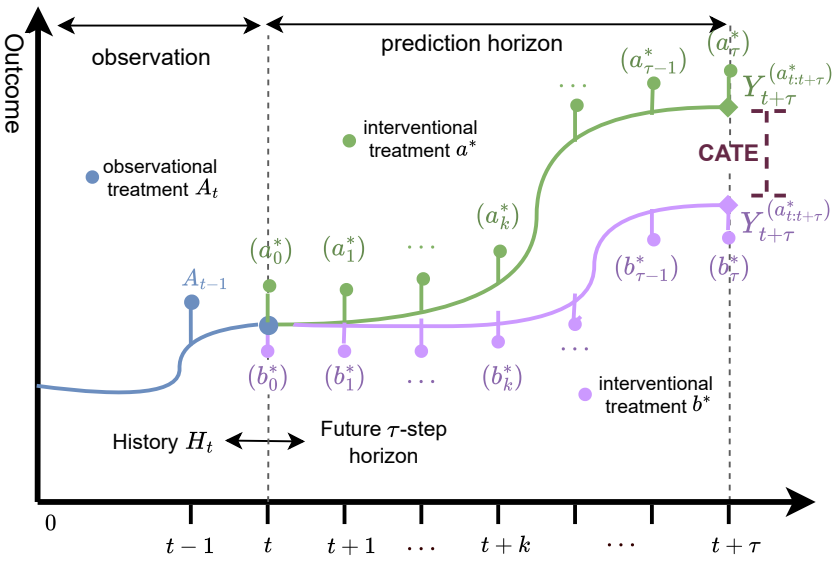 Outcome
observation
prediction horizon
(a*_τ)
(a*_{τ−1})
...
Y_{t+τ}^{(a*_{t:t+τ})}
interventional
treatment a*
CATE
observational
treatment A_t
(a*_k)
Y_{t+τ}^{(a*_{t:t+τ})}
(a*_0)
(a*_1)
...
A_{t−1}
(b*_{τ−1})
(b*_τ)
...
(b*_0)
(b*_1)
...
(b*_k)
interventional
treatment b*
History H_t
Future τ-step
horizon
0
t − 1
t
t + 1
...
t + k
...
t + τ